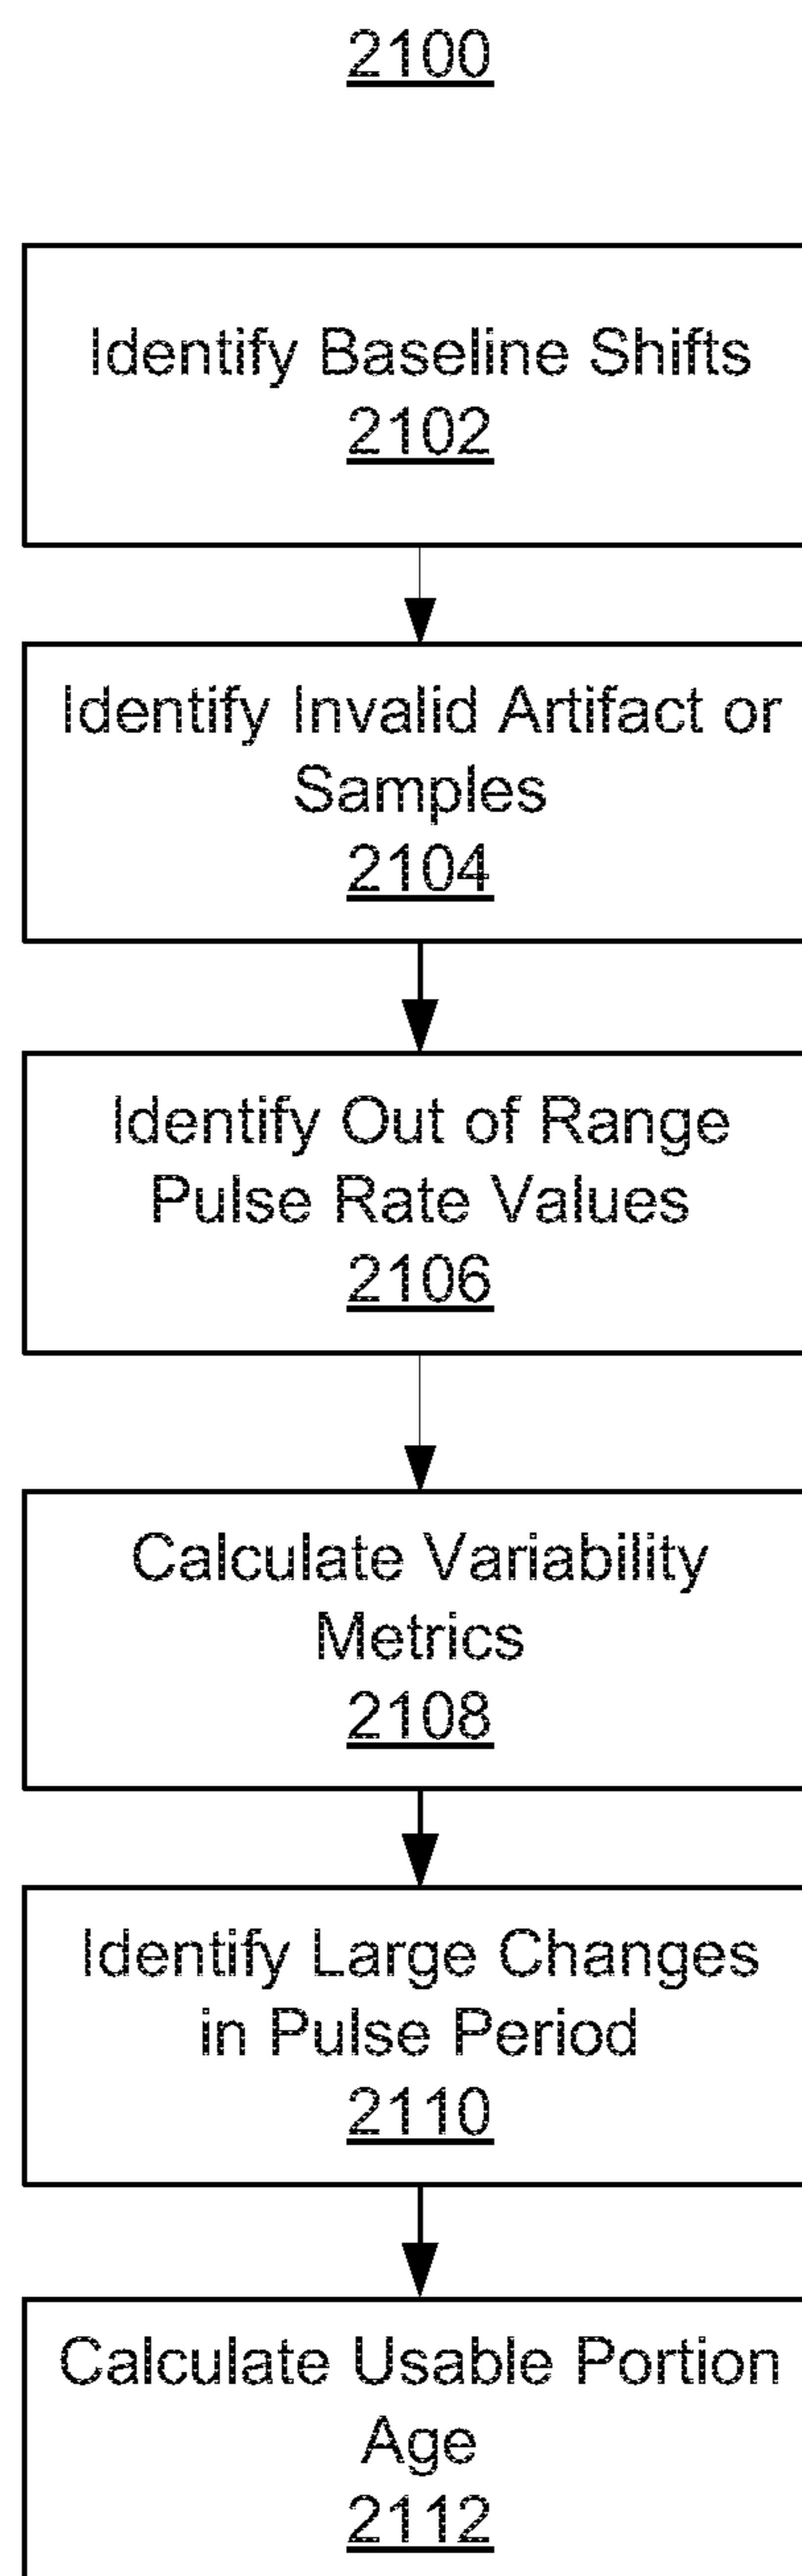 2100
Identify Baseline Shifts
2102
Identify Invalid Artifact or
Samples
2104
Identify Out of Range
Pulse Rate Values
2106
Calculate Variability
Metrics
2108
Identify Large Changes
in Pulse Period
2110
Calculate Usable Portion
Age
2112